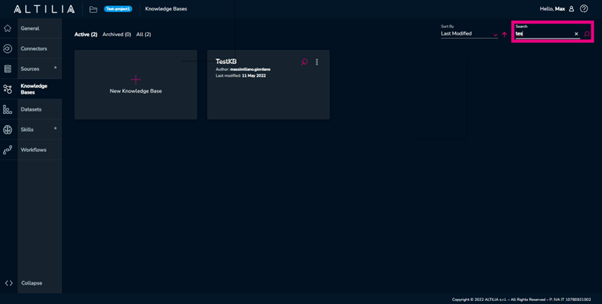 ALTILIA
Test-project1
Knowledge Bases
Hello, Max
General
Connectors
Sources +
Knowledge
Bases
Datasets
Skills +
Workflows
Collapse
Active (2) Archived (0) All (2)
Sort By
Last Modified
Search
tes
New Knowledge Base
TestKB
Author: massimiliano.giordano
Last modified: 11 May 2022
Copyright © 2022 ALTILIA s.r.l. - All Rights Reserved - P. IVA IT 10780921002